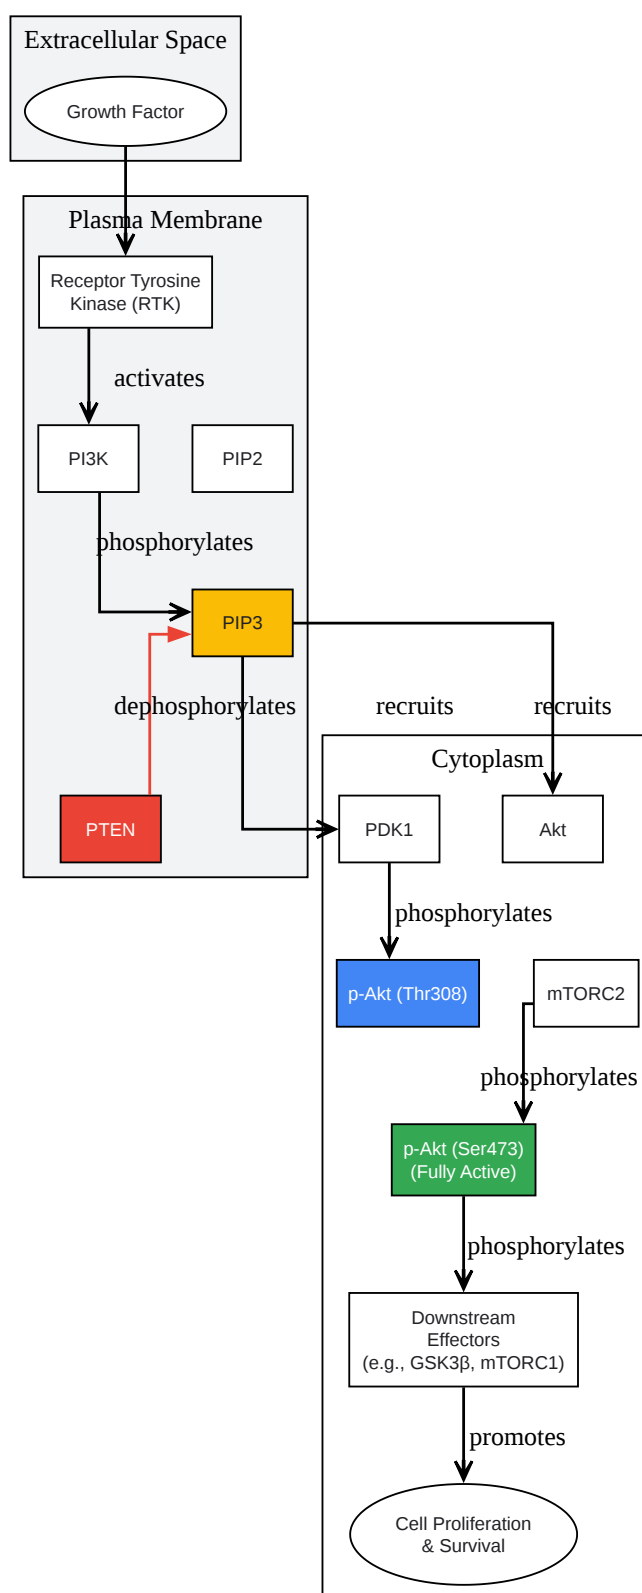 Extracellular Space
Growth Factor
Plasma Membrane
Receptor Tyrosine
Kinase (RTK)
activates
PI3K
PIP2
phosphorylates
PIP3
dephosphorylates
recruits
recruits
Cytoplasm
PTEN
PDK1
Akt
phosphorylates
p-Akt (Thr308)
mTORC2
phosphorylates
p-Akt (Ser473)
(Fully Active)
phosphorylates
Downstream
Effectors
(e.g., GSK3β, mTORC1)
promotes
Cell Proliferation
& Survival